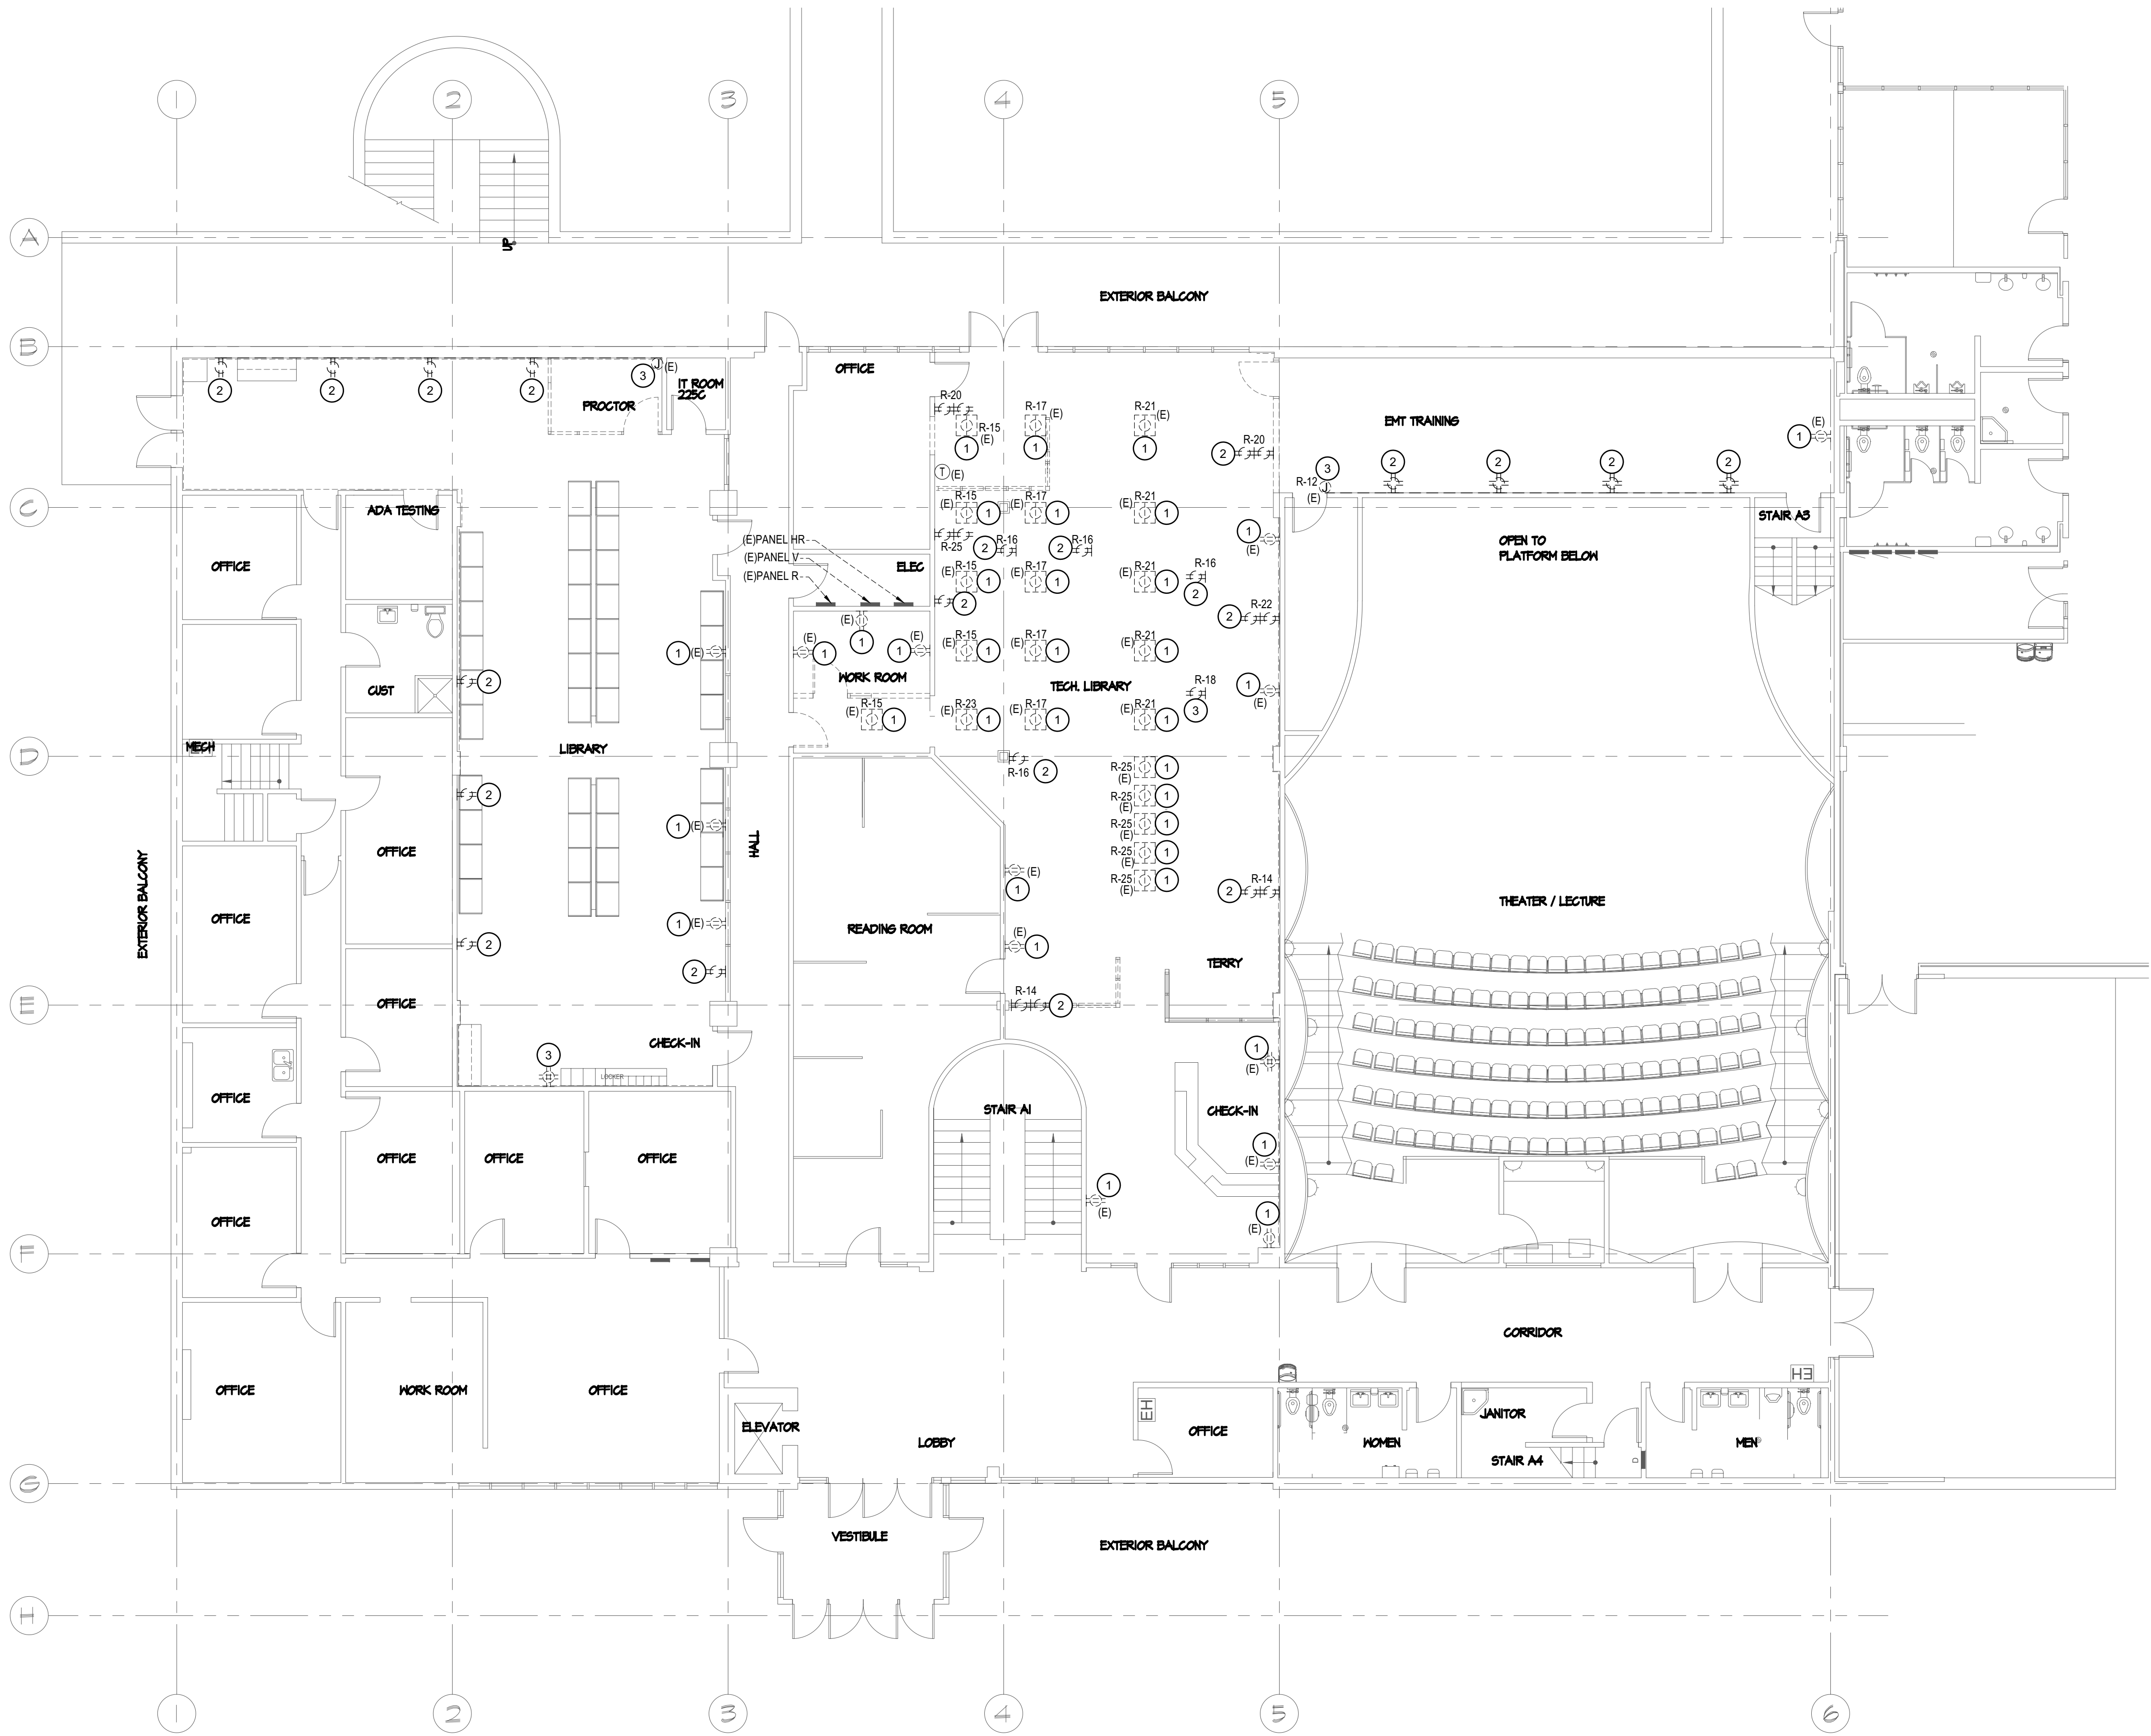 1
2
3
4
5
A
UP
EXTERIOR BALCONY
B
2
2
2
2
3
(E)
IT ROOM
225C
PROCTOR
OFFICE
R-20
R-15
(E)
1
R-17
(E)
1
R-21
(E)
1
R-20
2
EMT TRAINING
(E)
1
T
(E)
R-12
3
(E)
2
2
2
2
C
ADA TESTING
STAIR A3
OFFICE
(E)PANEL HR
(E)PANEL V
(E)PANEL R
ELEC
R-15
(E)
1
R-17
(E)
1
R-21
(E)
1
R-25
2
R-16
2
R-16
1
(E)
OPEN TO
PLATFORM BELOW
R-15
(E)
1
R-17
(E)
1
R-21
(E)
1
R-16
2
2
2
R-22
(E)
1
(E)
1
(E)
1
1
(E)
R-15
(E)
1
R-17
(E)
1
R-21
(E)
1
WORK ROOM
TECH. LIBRARY
R-18
3
1
(E)
CUST
2
R-15
(E)
1
R-23
(E)
1
R-17
(E)
1
R-21
(E)
1
D
MECH
EH
LIBRARY
R-16
2
R-25
(E)
1
R-25
(E)
1
R-25
(E)
1
R-25
(E)
1
R-25
(E)
1
2
1
(E)
HALL
OFFICE
EXTERIOR BALCONY
(E)
1
2
R-14
THEATER / LECTURE
OFFICE
1
(E)
READING ROOM
(E)
1
2
2
TERRY
E
OFFICE
R-14
2
CHECK-IN
3
LOCKER
1
(E)
OFFICE
STAIR A1
CHECK-IN
OFFICE
OFFICE
OFFICE
1
(E)
1
(E)
OFFICE
1
(E)
F
CORRIDOR
EH
OFFICE
WORK ROOM
OFFICE
ELEVATOR
LOBBY
EH
OFFICE
WOMEN
JANITOR
STAIR A4
D
MEN
G
VESTIBULE
EXTERIOR BALCONY
H
1
2
3
4
5
6